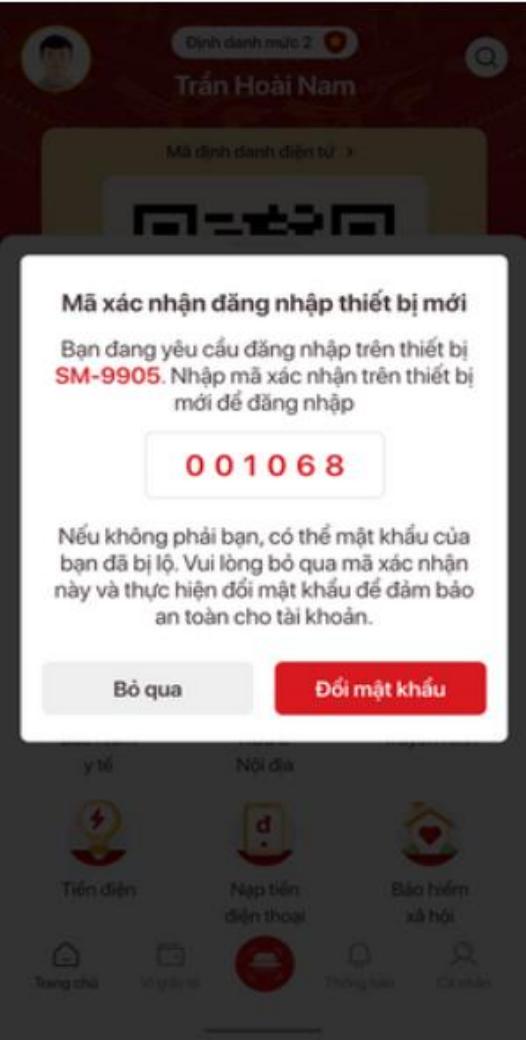 Định danh mức 2
Trần Hoài Nam
Mã định danh điện tử >
Mã xác nhận đăng nhập thiết bị mới
Bạn đang yêu cầu đăng nhập trên thiết bị
SM-9905. Nhập mã xác nhận trên thiết bị
mới để đăng nhập
001068
Nếu không phải bạn, có thể mật khẩu của
bạn đã bị lộ. Vui lòng bỏ qua mã xác nhận
này và thực hiện đổi mật khẩu để đảm bảo
an toàn cho tài khoản.
Bỏ qua
Đổi mật khẩu
y tế
Nội địa
Tiền điện
Nạp tiền
điện thoại
Bảo hiểm
xã hội
Trang chủ
Ví giấy tờ
Thông báo
Cá nhân